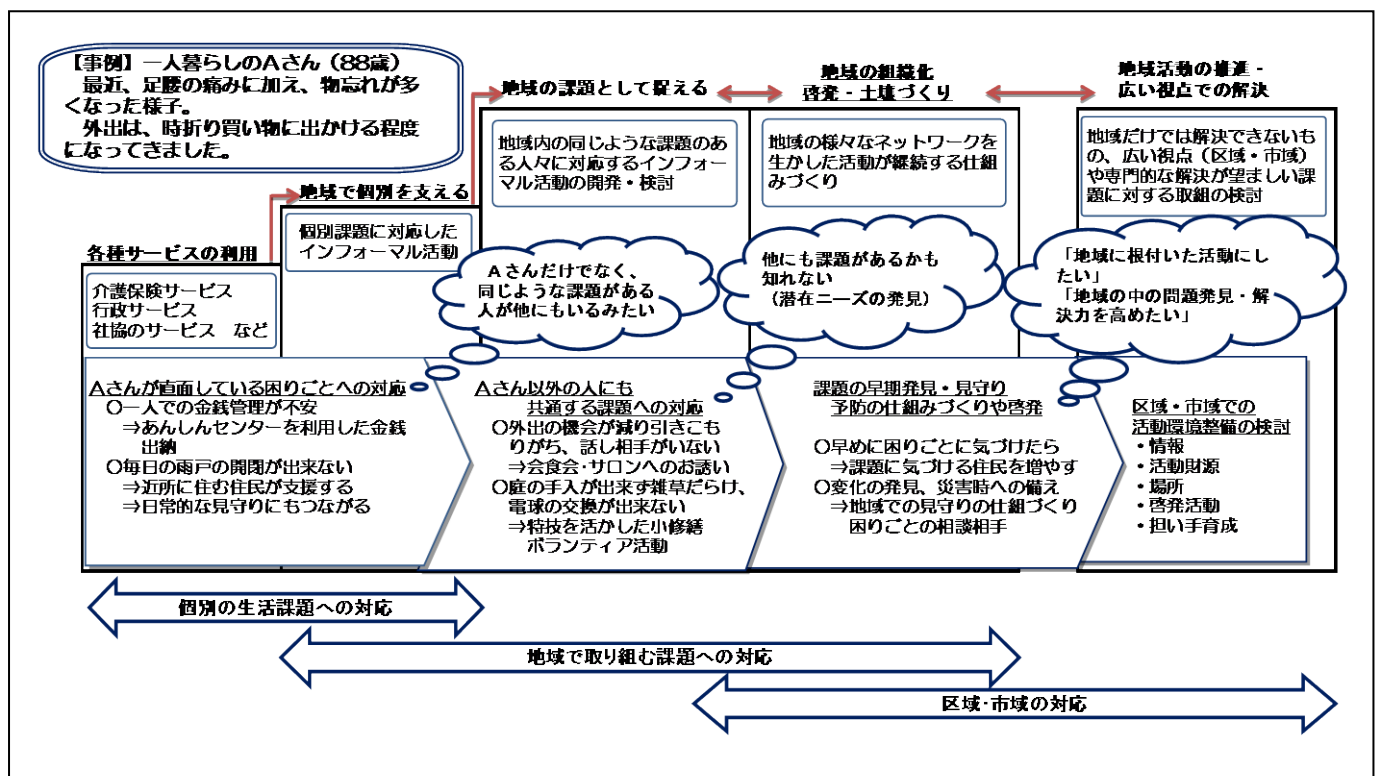 【事例】一人暮らしのAさん（88歳）
最近、足腰の痛みに加え、物忘れが多
くなった様子。
外出は、時折り買い物に出かける程度
になってきました。
各種サービスの利用
地域で個別を支える
地域の課題として捉える
地域の組織化
啓発・土壌づくり
地域活動の推進・
広い視点での解決
介護保険サービス
行政サービス
社協のサービス　など
個別課題に対応した
インフォーマル活動
地域内の同じような課題のあ
る人々に対応するインフォー
マル活動の開発・検討
地域の様々なネットワークを
生かした活動が継続する仕組
みづくり
地域だけでは解決できないも
の、広い視点（区域・市域）
や専門的な解決が望ましい課
題に対する取組の検討
Aさんだけでなく、
同じような課題がある
人が他にもいるみたい
他にも課題があるかも
知れない
（潜在ニーズの発見）
「地域に根付いた活動にし
たい」
「地域の中の問題発見・解
決力を高めたい」
Aさんが直面している困りごとへの対応
○一人での金銭管理が不安
⇒あんしんセンターを利用した金銭
出納
○毎日の雨戸の開閉が出来ない
⇒近所に住む住民が支援する
⇒日常的な見守りにもつながる
Aさん以外の人にも
共通する課題への対応
○外出の機会が減り引きこも
りがち、話し相手がいない
⇒会食会・サロンへのお誘い
○庭の手入が出来ず雑草だらけ、
電球の交換が出来ない
⇒特技を活かした小修繕
ボランティア活動
課題の早期発見・見守り
予防の仕組みづくりや啓発
○早めに困りごとに気づけたら
⇒課題に気づける住民を増やす
○変化の発見、災害時への備え
⇒地域での見守りの仕組づくり
困りごとの相談相手
区域・市域での
活動環境整備の検討
・情報
・活動財源
・場所
・啓発活動
・担い手育成
個別の生活課題への対応
地域で取り組む課題への対応
区域・市域の対応